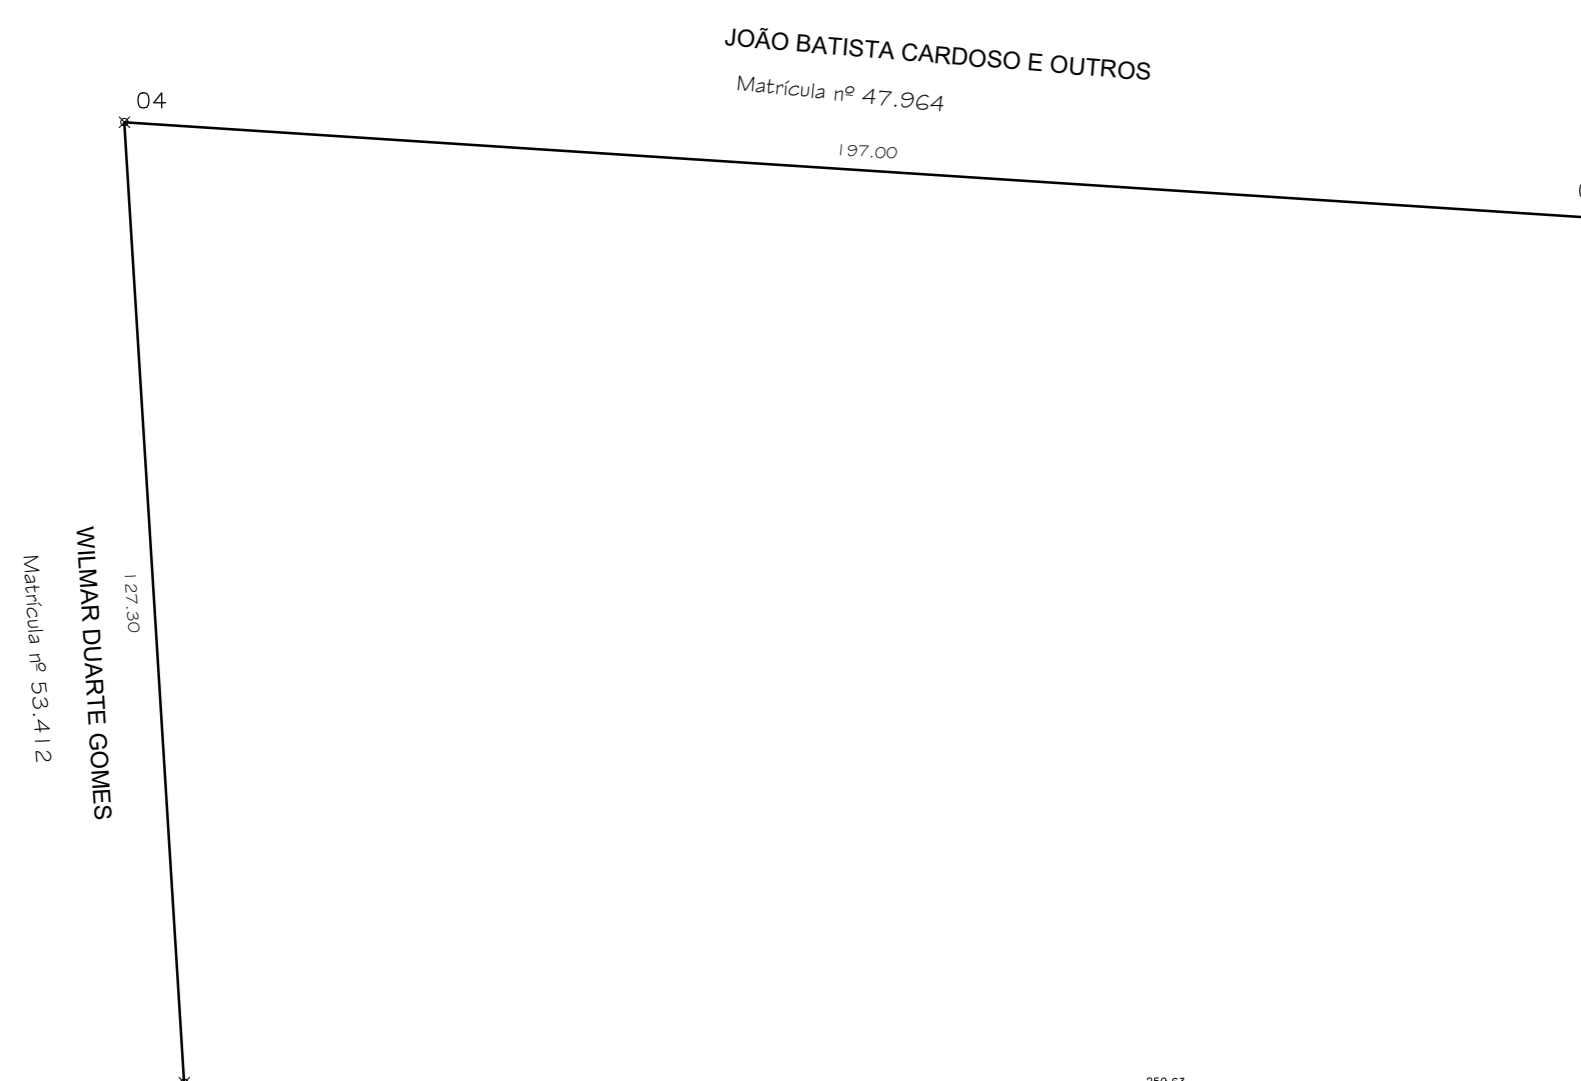 JOÃO BATISTA CARDOSO E OUTROS
Matrícula nº 47.964
04
197.00
WILMAR DUARTE GOMES
Matrícula nº 53.412
127.30